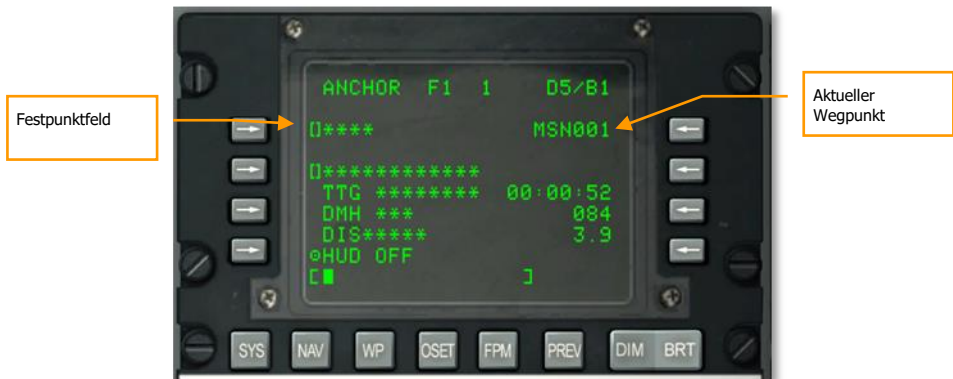 ANCHOR F1 1 D5/B1
Festpunktfeld
Aktueller
Wegpunkt
[]**** MSN001
[]************
TTG ******** 00:00:52
DMH *** 084
DIS***** 3.9
⊙HUD OFF
[█ ]
SYS NAV WP OSET FPM PREV DIM BRT